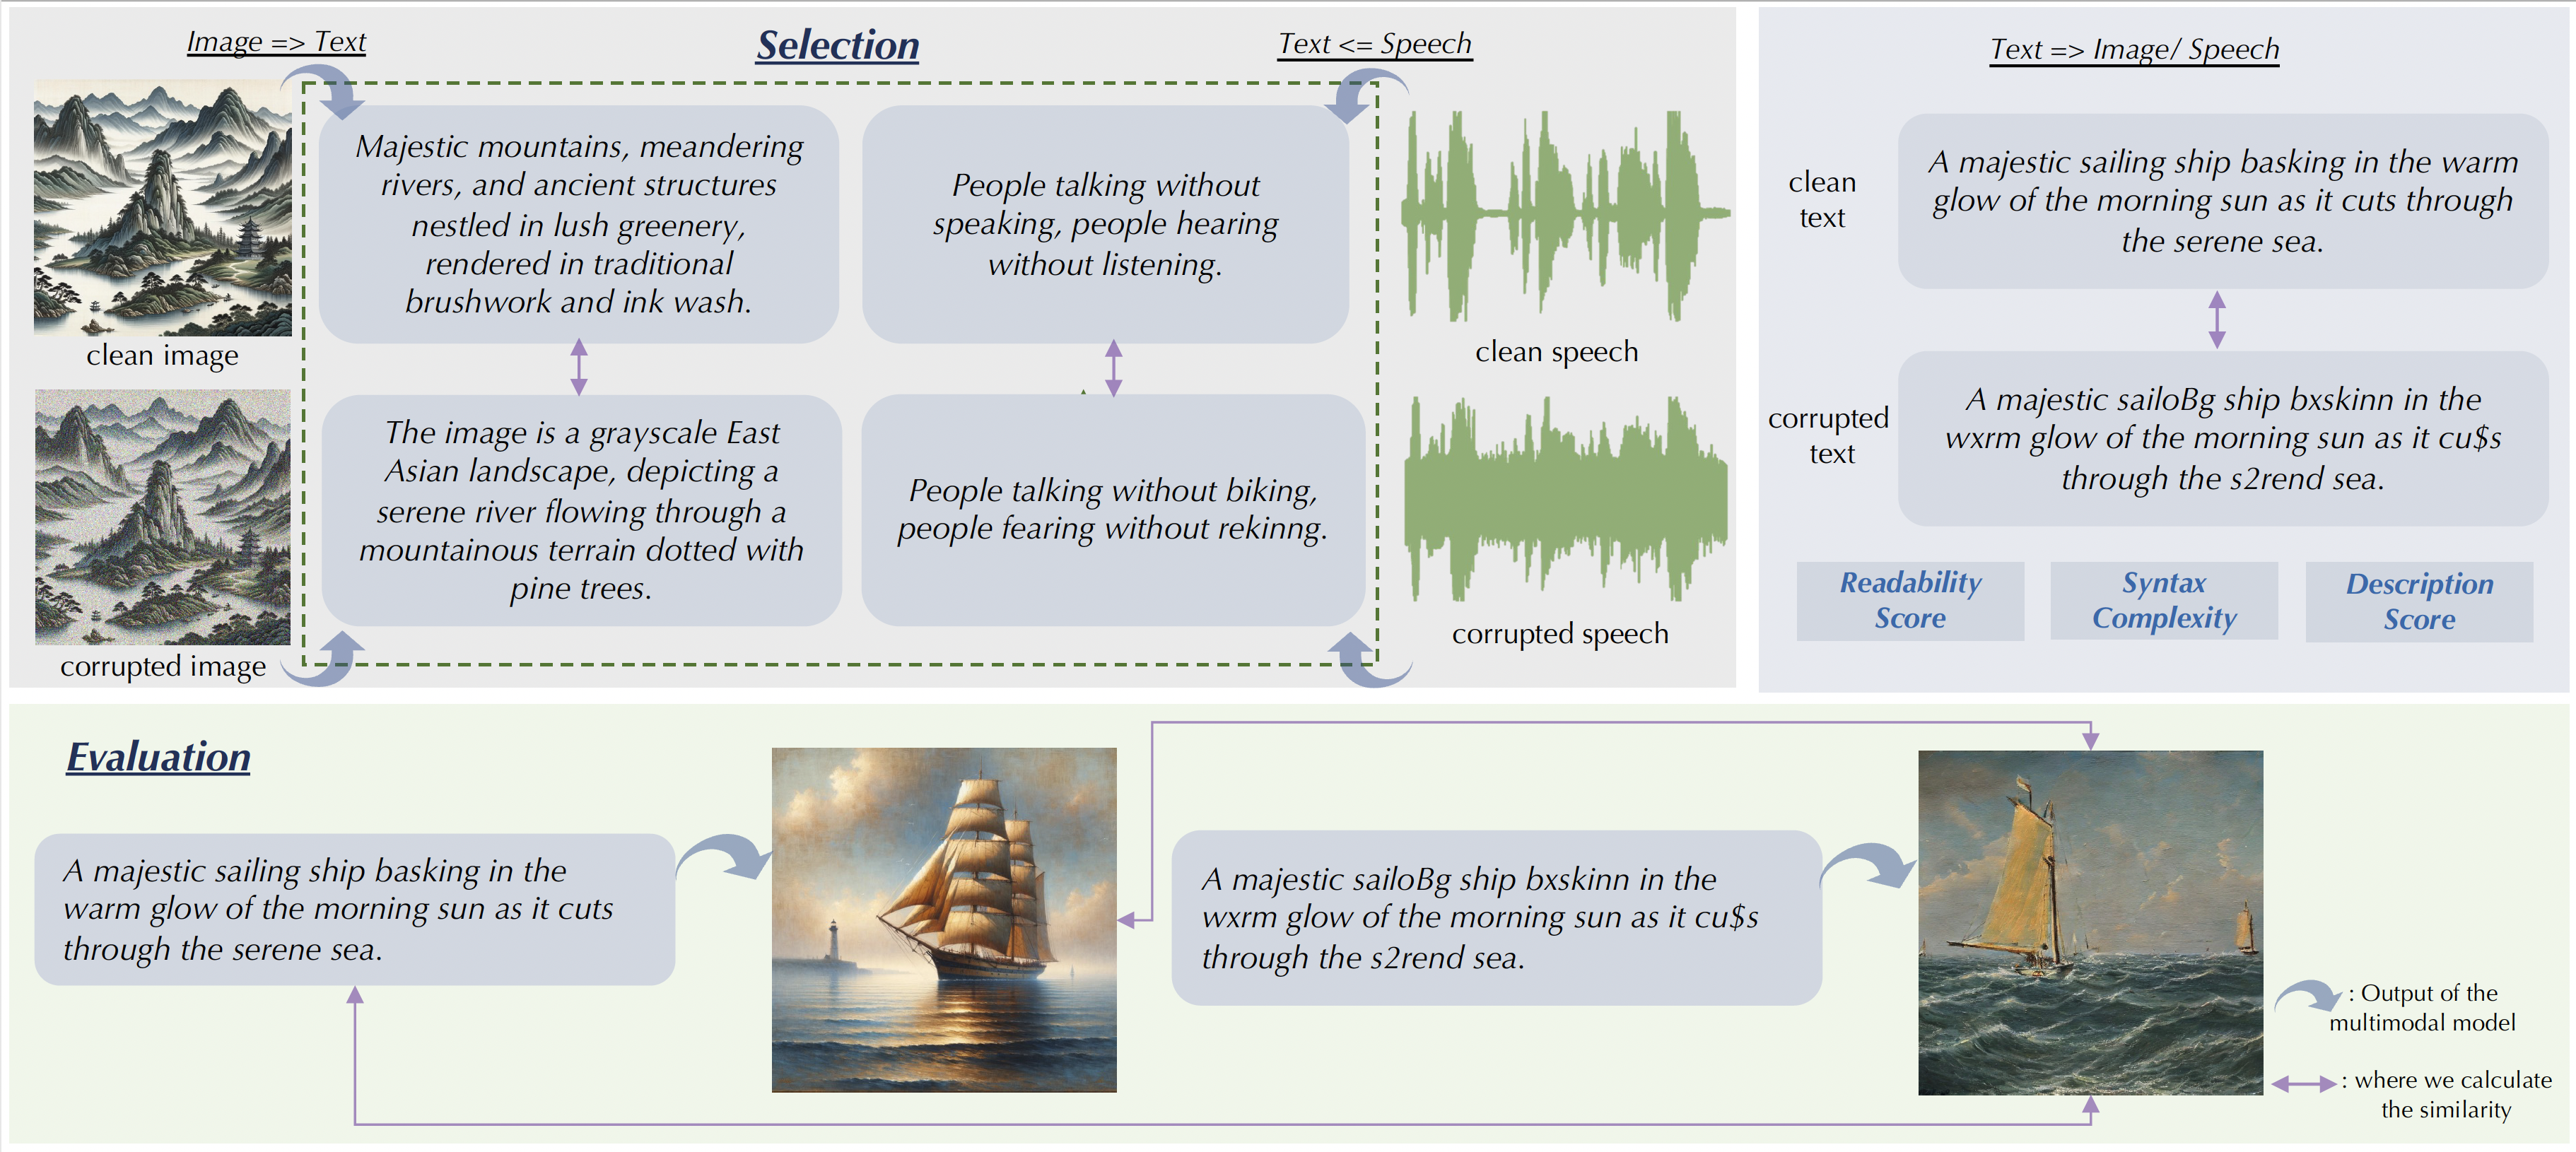 Image => Text
Selection
Text <= Speech
Majestic mountains, meandering
rivers, and ancient structures
nestled in lush greenery,
rendered in traditional
brushwork and ink wash.
People talking without
speaking, people hearing
without listening.
clean image
clean speech
The image is a grayscale East
Asian landscape, depicting a
serene river flowing through a
mountainous terrain dotted with
pine trees.
People talking without biking,
people fearing without rekinng.
corrupted image
corrupted speech
Text => Image/ Speech
clean
text
A majestic sailing ship basking in the warm
glow of the morning sun as it cuts through
the serene sea.
corrupted
text
A majestic sailoBg ship bxskinn in the
wxrm glow of the morning sun as it cu$s
through the s2rend sea.
Readability
Score
Syntax
Complexity
Description
Score
Evaluation
A majestic sailing ship basking in the
warm glow of the morning sun as it cuts
through the serene sea.
A majestic sailoBg ship bxskinn in the
wxrm glow of the morning sun as it cu$s
through the s2rend sea.
: Output of the
multimodal model
: where we calculate
the similarity